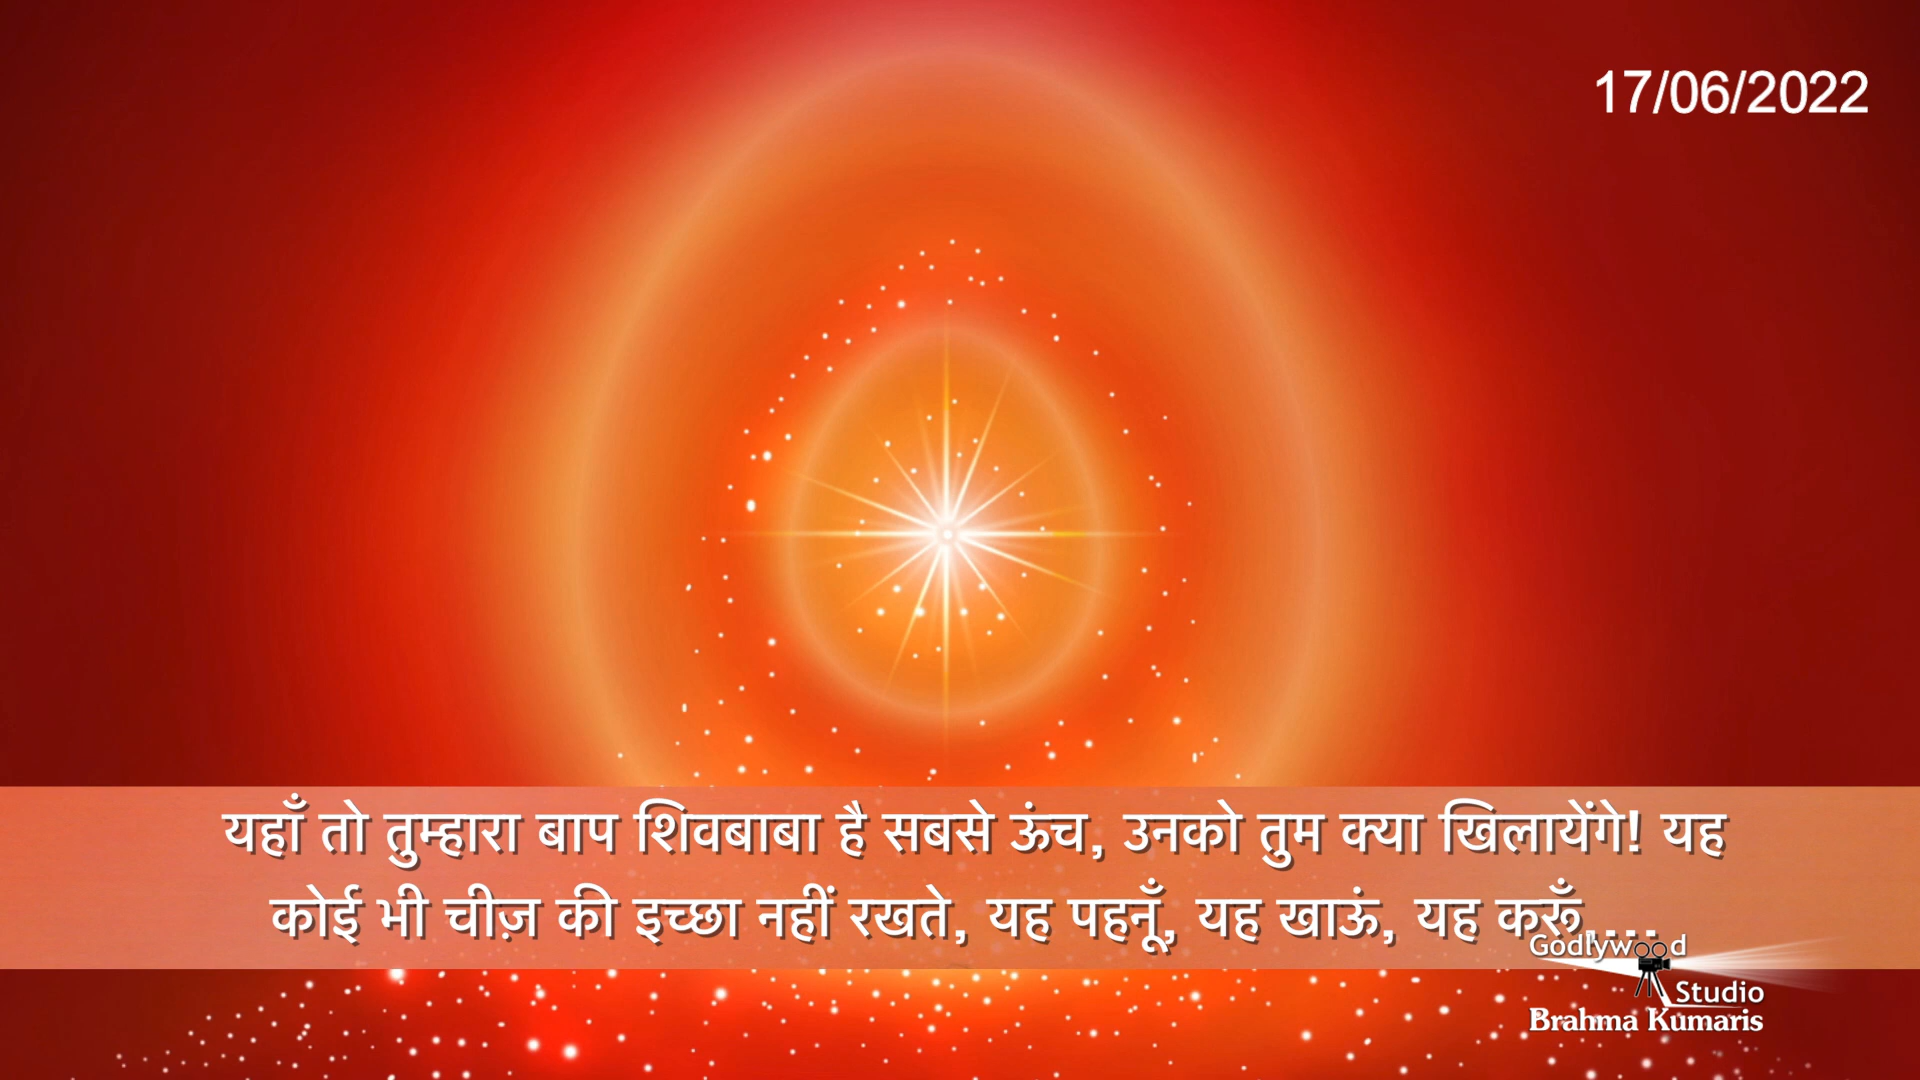 17/06/2022
यहाँ तो तुम्हारा बाप शिवबाबा है सबसे ऊंच, उनको तुम क्या खिलायेंगे! यह
कोई भी चीज़ की इच्छा नहीं रखते, यह पहनूँ, यह खाऊं, यह करूँ,...
Godlywood
Studio
Brahma Kumaris